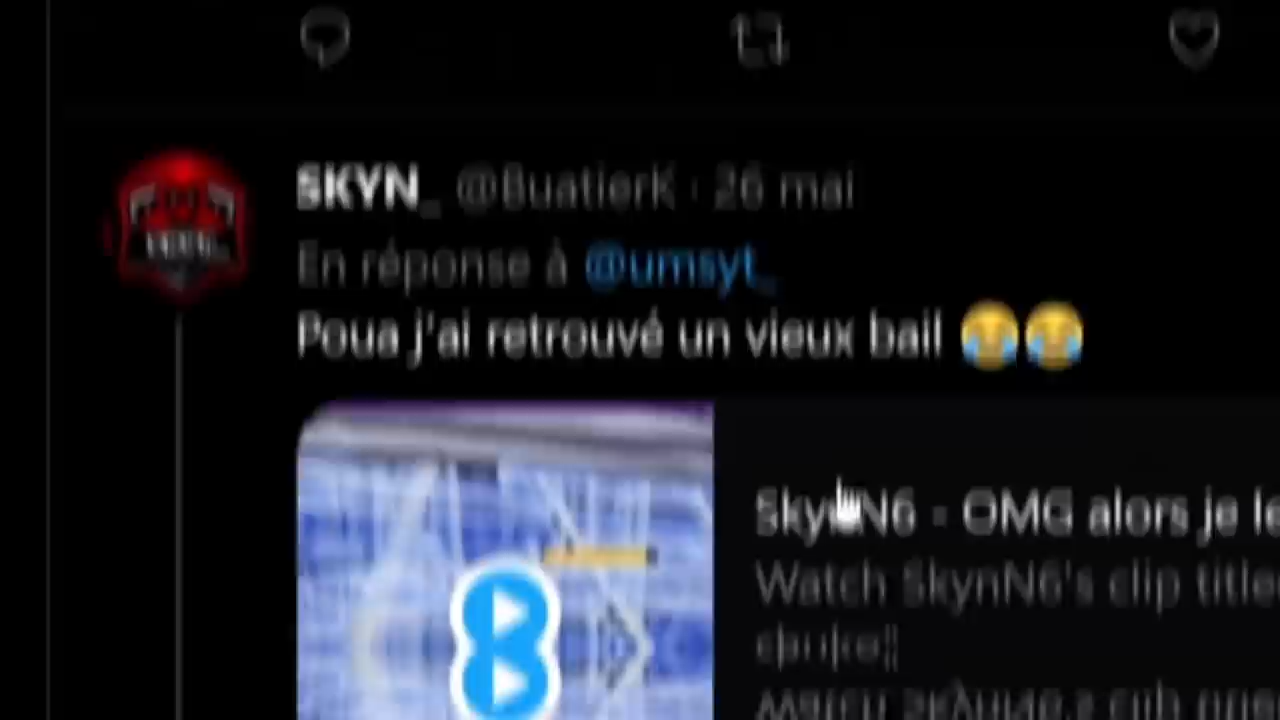 SKYN_ @BuatierK · 26 mai
En réponse à @umsyt_
Poua j'ai retrouvé un vieux bail 😭😭
SkynN6 - OMG alors je le
Watch SkynN6's clip title